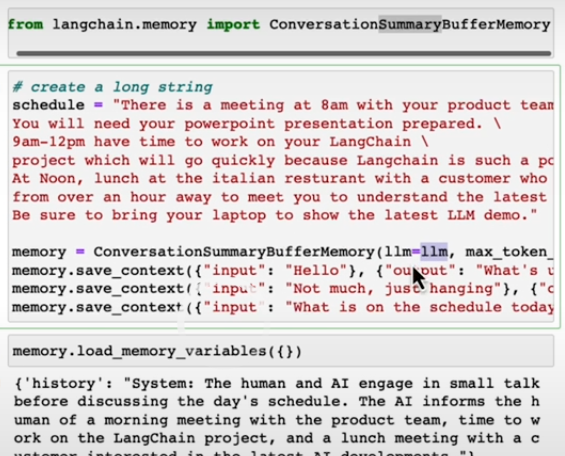 from langchain.memory import ConversationSummaryBufferMemory
# create a long string
schedule = "There is a meeting at 8am with your product team
You will need your powerpoint presentation prepared. \
9am-12pm have time to work on your LangChain \
project which will go quickly because Langchain is such a po
At Noon, lunch at the italian resturant with a customer who
from over an hour away to meet you to understand the latest
Be sure to bring your laptop to show the latest LLM demo."
memory = ConversationSummaryBufferMemory(llm=llm, max_token_
memory.save_context({"input": "Hello"}, {"output": "What's u
memory.save_context({"input": "Not much, just hanging"}, {"o
memory.save_context({"input": "What is on the schedule today
memory.load_memory_variables({})
{'history': "System: The human and AI engage in small talk
before discussing the day's schedule. The AI informs the h
uman of a morning meeting with the product team, time to w
ork on the LangChain project, and a lunch meeting with a c
ustomer interested in the latest AI developments."}